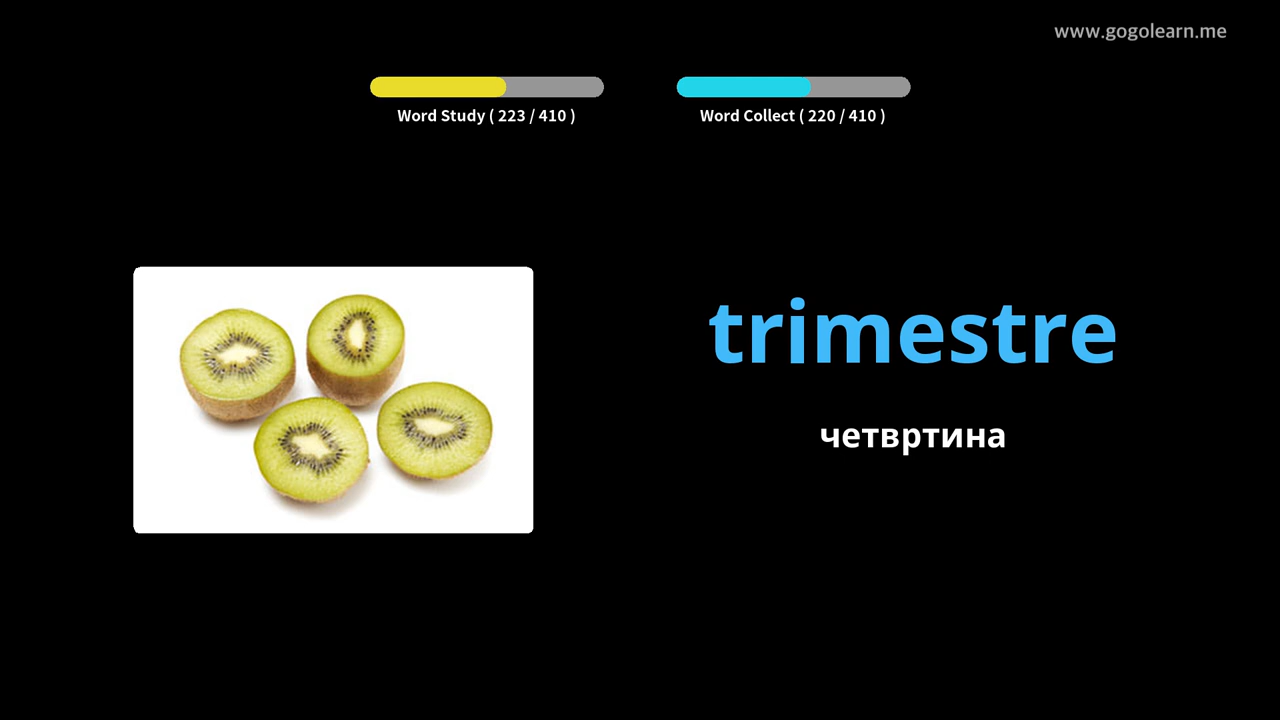 www.gogolearn.me
Word Study ( 223 / 410 )
Word Collect ( 220 / 410 )
trimestre
четвртина